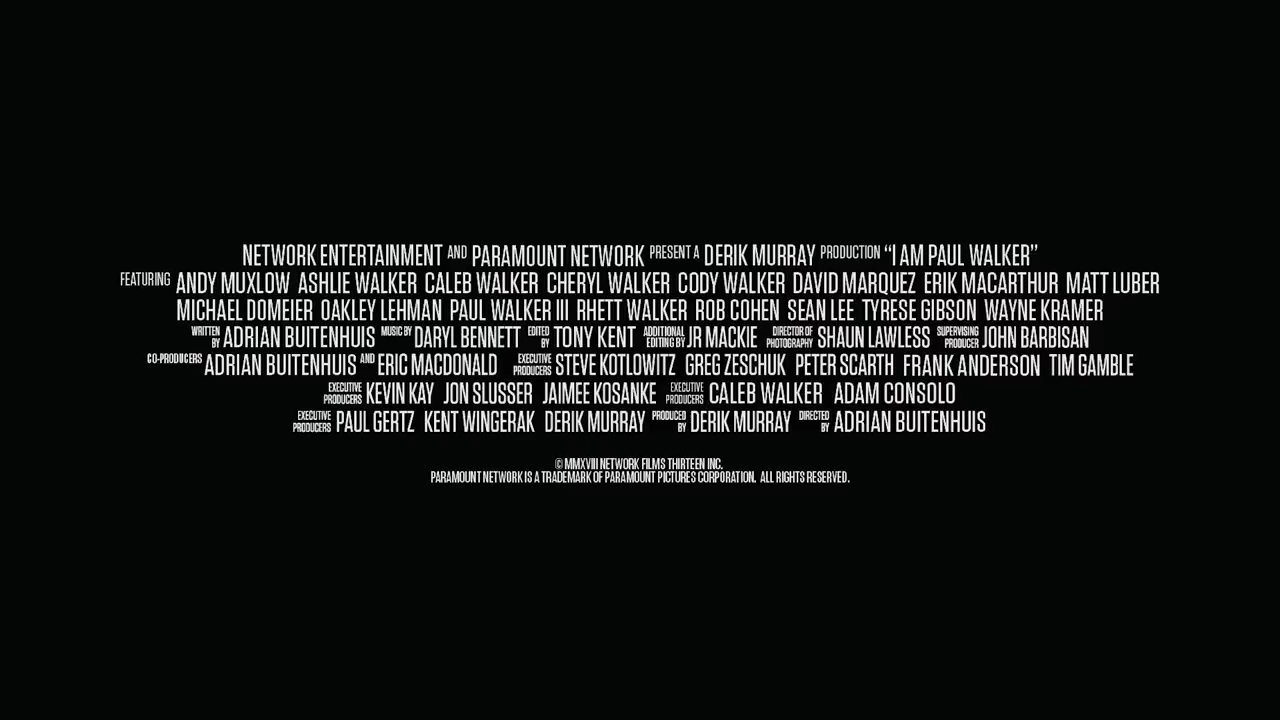 NETWORK ENTERTAINMENT AND PARAMOUNT NETWORK PRESENT A DERIK MURRAY PRODUCTION “I AM PAUL WALKER”
FEATURING ANDY MUXLOW ASHLIE WALKER CALEB WALKER CHERYL WALKER CODY WALKER DAVID MARQUEZ ERIK MACARTHUR MATT LUBER
MICHAEL DOMEIER OAKLEY LEHMAN PAUL WALKER III RHETT WALKER ROB COHEN SEAN LEE TYRESE GIBSON WAYNE KRAMER
WRITTEN BY ADRIAN BUITENHUIS MUSIC BY DARYL BENNETT EDITED BY TONY KENT ADDITIONAL EDITING BY JR MACKIE DIRECTOR OF PHOTOGRAPHY SHAUN LAWLESS SUPERVISING PRODUCER JOHN BARBISAN
CO-PRODUCERS ADRIAN BUITENHUIS AND ERIC MACDONALD EXECUTIVE PRODUCERS STEVE KOTLOWITZ GREG ZESCHUK PETER SCARTH FRANK ANDERSON TIM GAMBLE
EXECUTIVE PRODUCERS KEVIN KAY JON SLUSSER JAIMEE KOSANKE EXECUTIVE PRODUCERS CALEB WALKER ADAM CONSOLO
EXECUTIVE PRODUCERS PAUL GERTZ KENT WINGERAK DERIK MURRAY PRODUCED BY DERIK MURRAY DIRECTED BY ADRIAN BUITENHUIS
© MMXVIII NETWORK FILMS THIRTEEN INC.
PARAMOUNT NETWORK IS A TRADEMARK OF PARAMOUNT PICTURES CORPORATION. ALL RIGHTS RESERVED.